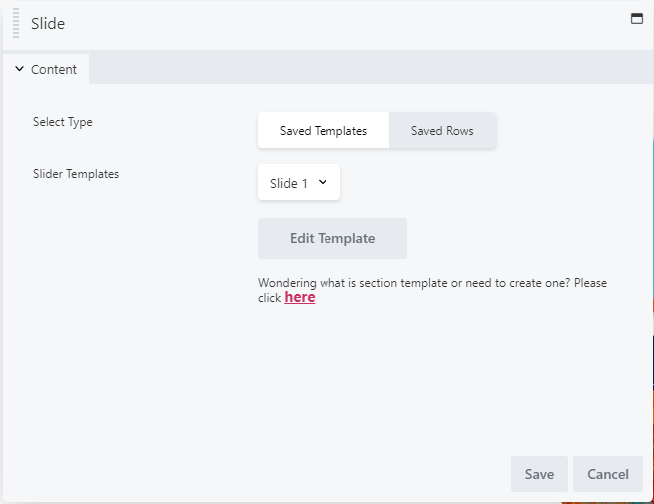 Slide
Content
Select Type
Saved Templates
Saved Rows
Slider Templates
Slide 1
Edit Template
Wondering what is section template or need to create one? Please
click here
Save
Cancel